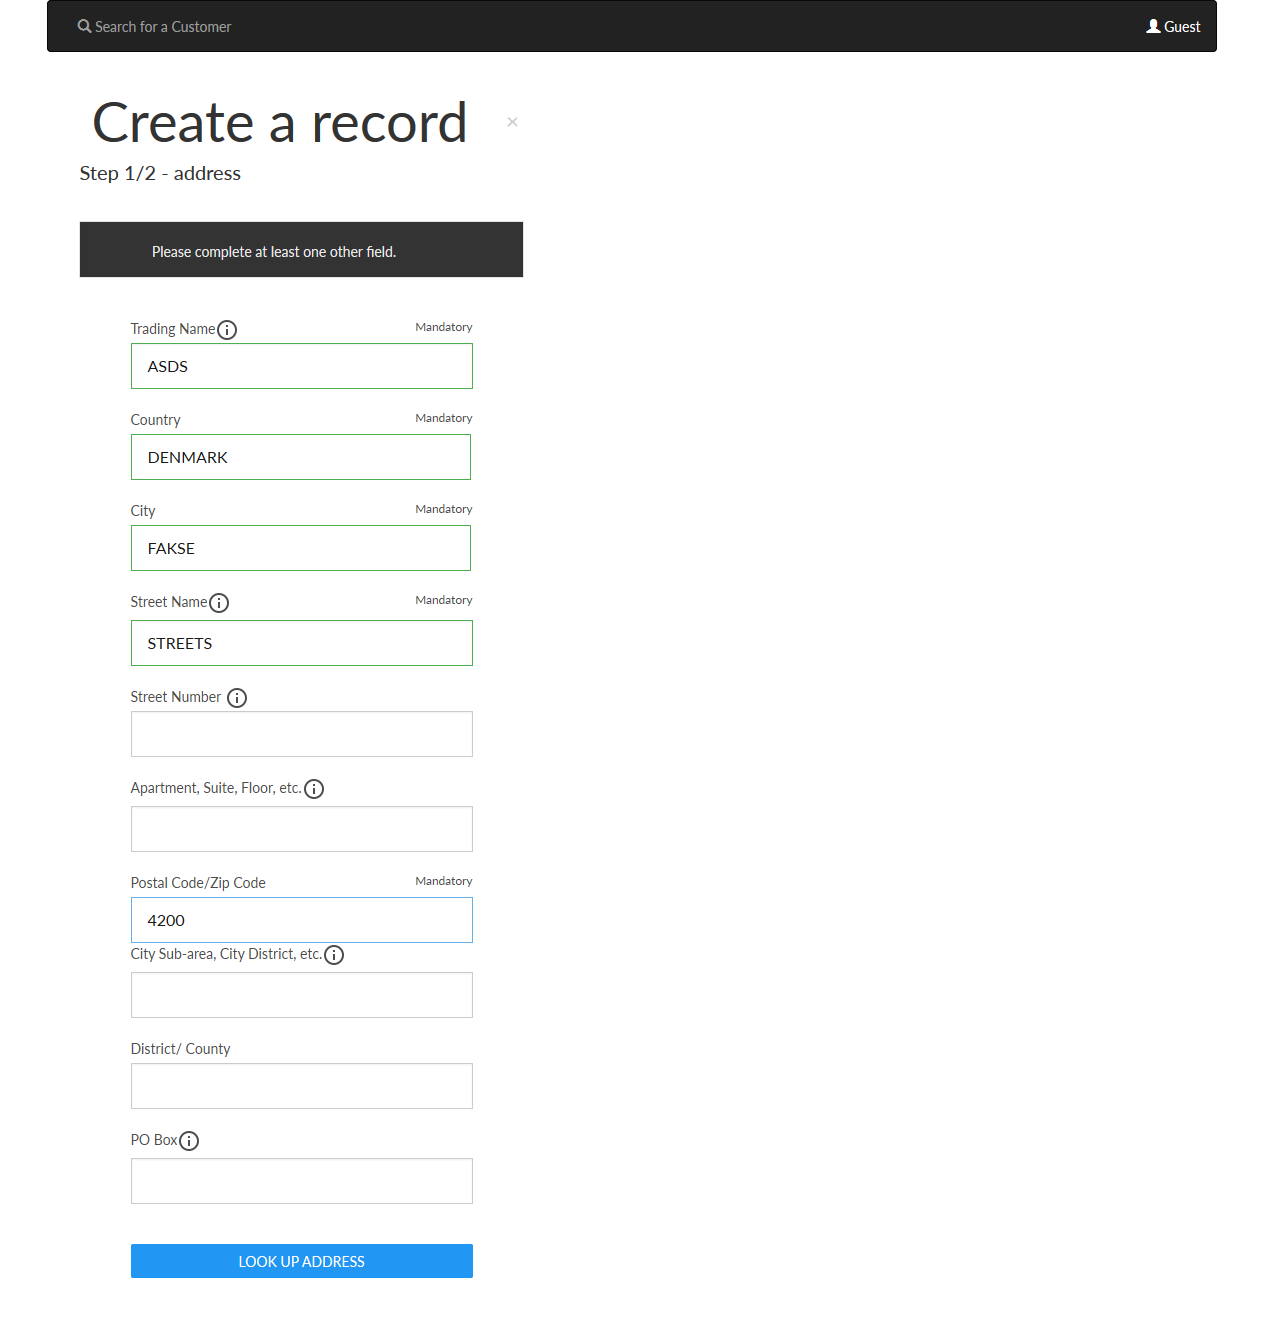 Search for a Customer
Guest
Create a record
×
Step 1/2 - address
Please complete at least one other field.
Trading Name
Mandatory
ASDS
Country
Mandatory
DENMARK
City
Mandatory
FAKSE
Street Name
Mandatory
STREETS
Street Number
Apartment, Suite, Floor, etc.
Postal Code/Zip Code
Mandatory
4200
City Sub-area, City District, etc.
District/ County
PO Box
LOOK UP ADDRESS